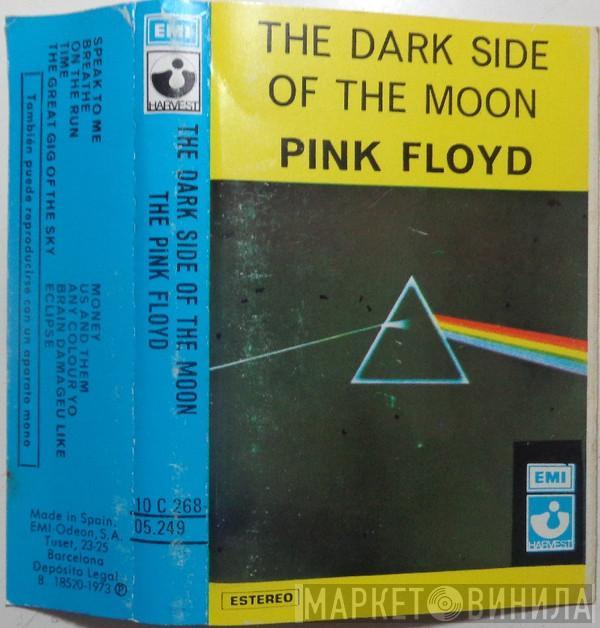 SPEAK TO ME
BREATHE
ON THE RUN
TIME
THE GREAT GIG OF THE SKY
MONEY
US AND THEM
ANY COLOUR YO
BRAIN DAMAGEU LIKE
ECLIPSE
También puede reproducirse con un aparato mono
Made in Spain.
EMI-Odeon, S.A.
Tuset, 23-25
Barcelona
Depósito Legal
B 18520-1973 Ⓟ
EMI
HARVEST
THE DARK SIDE OF THE MOON
THE PINK FLOYD
10 C 268-
05.249
THE DARK SIDE
OF THE MOON
PINK FLOYD
EMI
HARVEST
ESTEREO
МАРКЕТ ВИНИЛА